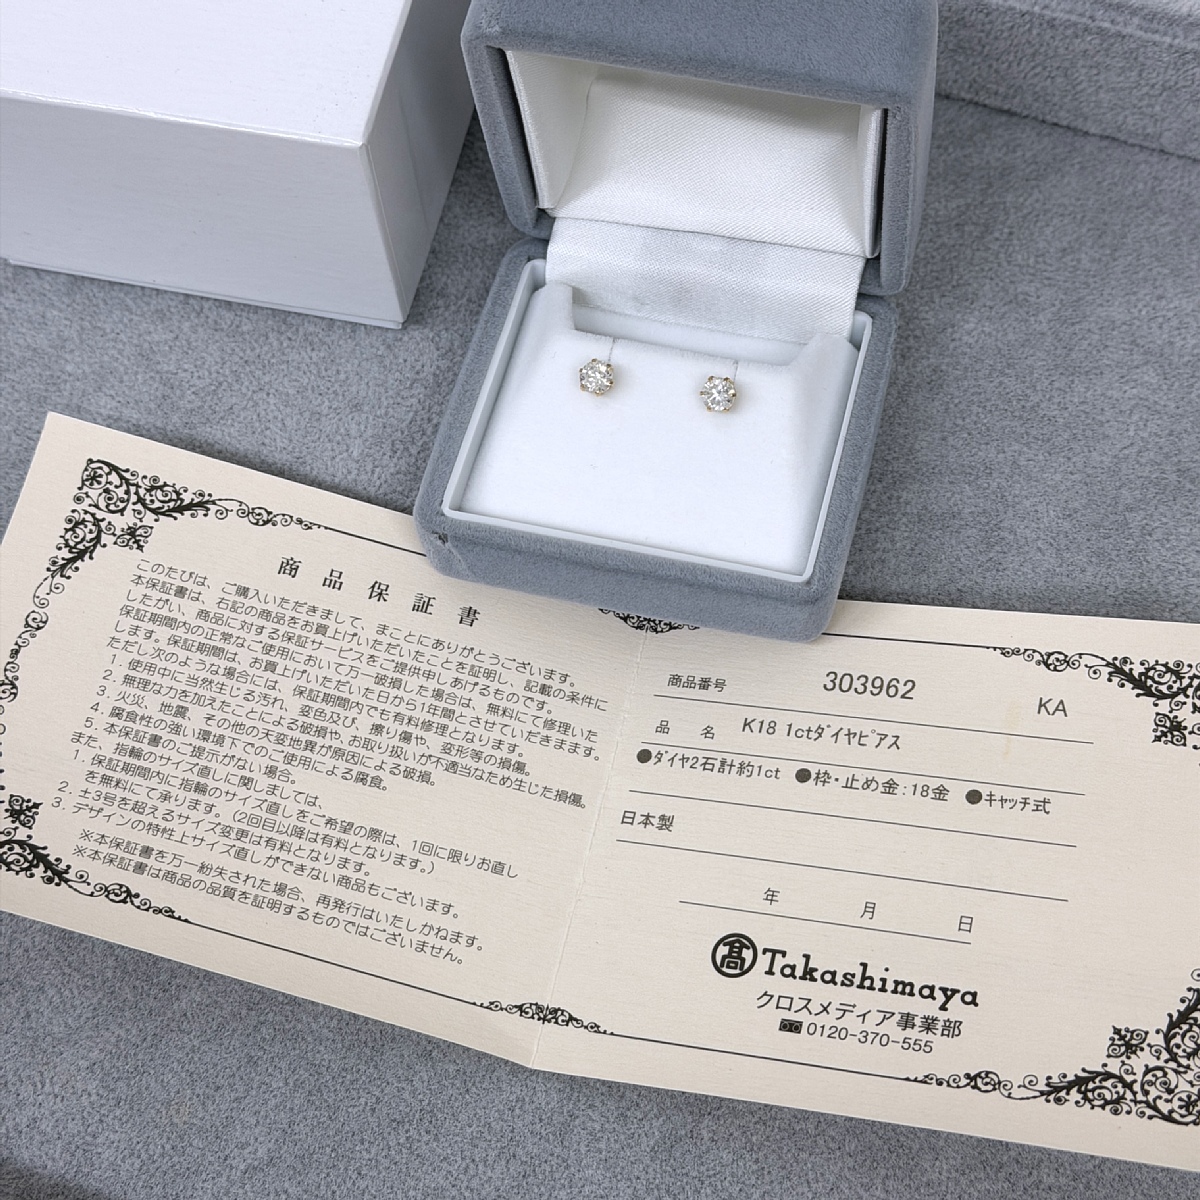 商品保証書
このたびは、ご購入いただきまして、まことにありがとうございます。
本保証書は、右記の商品をお買上げいただいたことを証明し、記載の条件に
したがい、商品に対する保証サービスをご提供申しあげるものです。
保証期間内の正常なご使用において万一破損した場合は、無料にて修理いた
します。保証期間は、お買上げいただいた日から1年間とさせていただきます。
ただし次のような場合には、保証期間内でも有料修理となります。
1. 使用中に当然生じる汚れ、変色及び、擦り傷や、変形等の損傷。
2. 無理な力を加えたことによる破損や、お取り扱いが不適当なため生じた損傷。
3. 火災、地震、その他の天変地異が原因による破損。
4. 腐食性の強い環境下でのご使用による腐食。
5. 本保証書のご提示がない場合。
また、指輪のサイズ直しに関しましては、
1. 保証期間内に指輪のサイズ直しをご希望の際は、1回に限りお直し
を無料にて承ります。(2回目以降は有料となります。)
2. ±3号を超えるサイズ変更は有料となります。
3. デザインの特性上サイズ直しができない商品もございます。
※本保証書を万一紛失された場合、再発行はいたしかねます。
※本保証書は商品の品質を証明するものではございません。
商品番号 303962 KA
品名 K18 1ctダイヤピアス
●ダイヤ2石計約1ct ●枠・止め金:18金 ●キャッチ式
日本製
年 月 日
髙 Takashimaya
クロスメディア事業部
0120-370-555